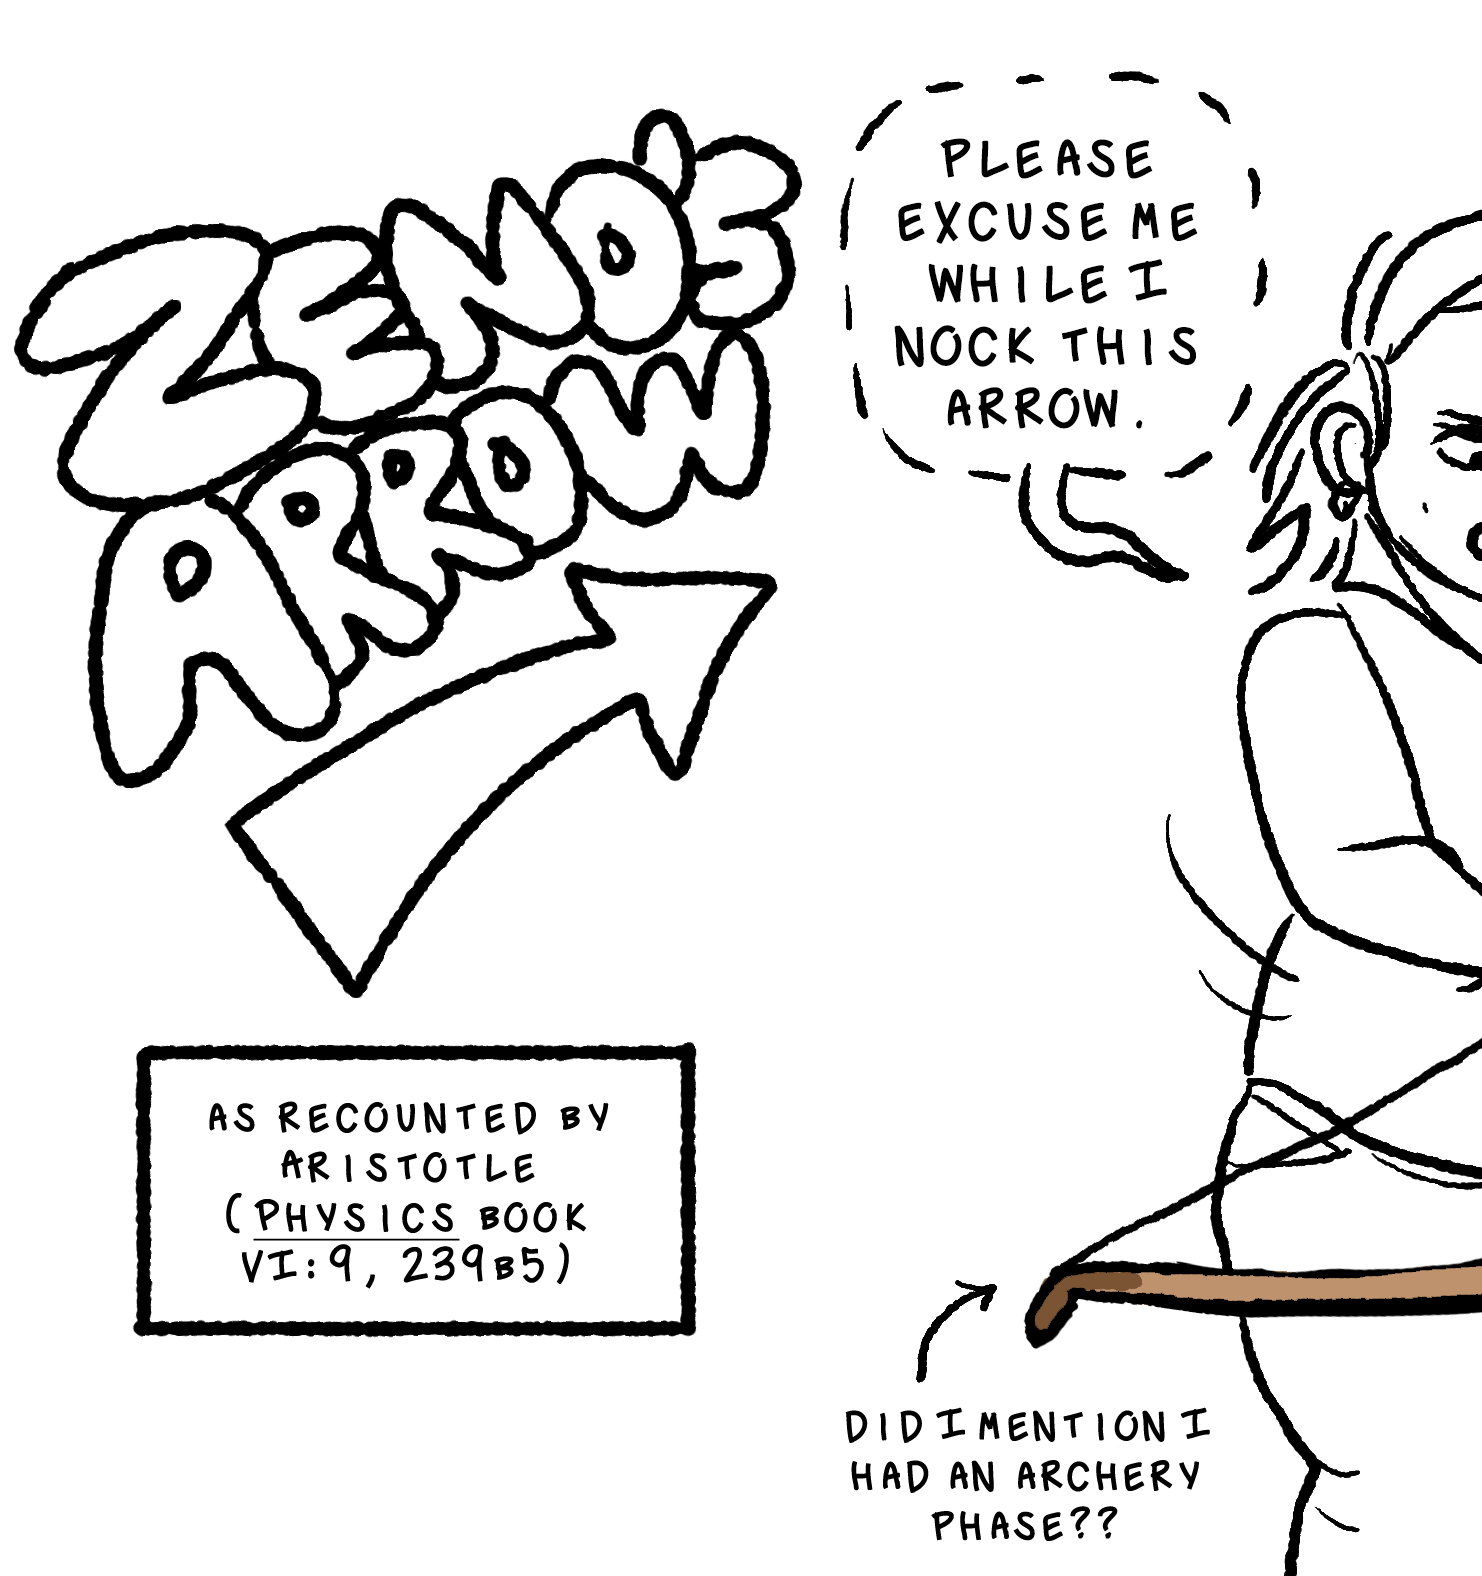 ZENO'S
ARROW
PLEASE
EXCUSE ME
WHILE I
NOCK THIS
ARROW.
AS RECOUNTED BY
ARISTOTLE
(PHYSICS BOOK
VI:9, 239B5)
DID I MENTION I
HAD AN ARCHERY
PHASE??